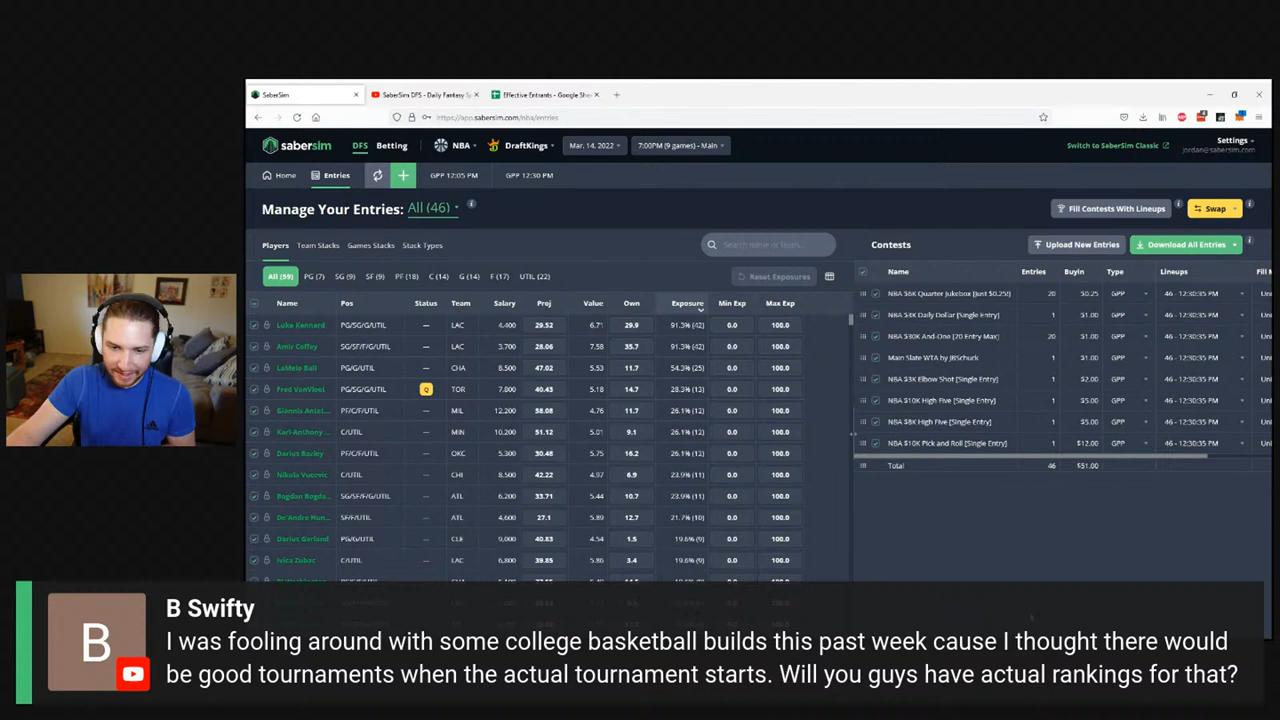 SaberSim
SaberSim DFS - Daily Fantasy Sp
Effective Entrants - Google She
https://app.sabersim.com/nba/entries
sabersim DFS Betting NBA DraftKings Mar. 14, 2022 7:00PM (9 games) - Main Switch to SaberSim Classic Settings
jordan@sabersim.com
Home Entries GPP 12:05 PM GPP 12:30 PM
Manage Your Entries: All (46) Fill Contests With Lineups Swap
Players Team Stacks Games Stacks Stack Types Search name or team... Contests Upload New Entries Download All Entries
All (59) PG (7) SG (9) SF (9) PF (18) C (14) G (14) F (17) UTIL (22) Reset Exposures Name Entries Buyin Type Lineups
Name Pos Status Team Salary Proj Value Own Exposure Min Exp Max Exp
Luke Kennard PG/SG/G/UTIL — LAC 4,400 29.52 6.71 29.9 91.3% (42) 0.0 100.0
Amir Coffey SG/SF/F/G/UTIL — LAC 3,700 28.06 7.58 35.7 91.3% (42) 0.0 100.0
LaMelo Ball PG/G/UTIL — CHA 8,500 47.02 5.53 11.7 54.3% (25) 0.0 100.0
Fred VanVleet PG/SG/G/UTIL Q TOR 7,800 40.43 5.18 14.7 28.3% (13) 0.0 100.0
Giannis Antet... PF/C/F/UTIL — MIL 12,200 58.08 4.76 11.7 26.1% (12) 0.0 100.0
Karl-Anthony ... C/UTIL — MIN 10,200 51.12 5.01 9.1 26.1% (12) 0.0 100.0
Darius Bazley PF/C/F/UTIL — OKC 5,300 30.48 5.75 16.2 26.1% (12) 0.0 100.0
Nikola Vucevic C/UTIL — CHI 8,500 42.22 4.97 6.9 23.9% (11) 0.0 100.0
Bogdan Bogda... SG/SF/F/G/UTIL — ATL 6,200 33.71 5.44 10.7 23.9% (11) 0.0 100.0
De'Andre Hun... SF/F/UTIL — ATL 4,600 27.1 5.89 12.7 21.7% (10) 0.0 100.0
Darius Garland PG/G/UTIL — CLE 9,000 40.83 4.54 1.5 19.6% (9) 0.0 100.0
Ivica Zubac C/UTIL — LAC 6,800 39.85 5.86 3.4 19.6% (9) 0.0 100.0
NBA $6K Quarter Jukebox [Just $0.25!] 20 $0.25 GPP 46 - 12:30:35 PM
NBA $3K Daily Dollar [Single Entry] 1 $1.00 GPP 46 - 12:30:35 PM
NBA $30K And-One [20 Entry Max] 20 $1.00 GPP 46 - 12:30:35 PM
Main Slate WTA by JBSchuck 1 $1.00 GPP 46 - 12:30:35 PM
NBA $3K Elbow Shot [Single Entry] 1 $2.00 GPP 46 - 12:30:35 PM
NBA $10K High Five [Single Entry] 1 $5.00 GPP 46 - 12:30:35 PM
NBA $8K High Five [Single Entry] 1 $5.00 GPP 46 - 12:30:35 PM
NBA $10K Pick and Roll [Single Entry] 1 $12.00 GPP 46 - 12:30:35 PM
Total 46 $51.00
B
B Swifty
I was fooling around with some college basketball builds this past week cause I thought there would
be good tournaments when the actual tournament starts. Will you guys have actual rankings for that?